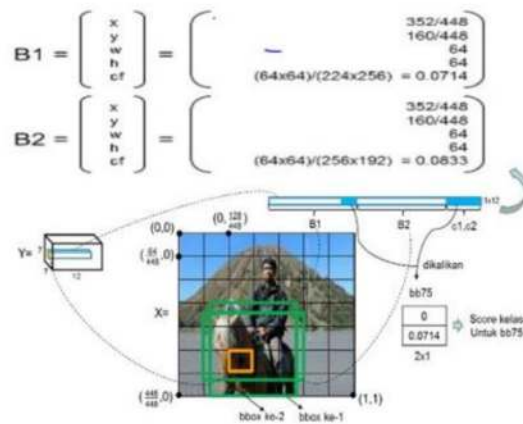 B1 = ( x y w h cf ) = ( 352/448
160/448
64
64
(64x64)/(224x256) = 0.0714 )
B2 = ( x y w h cf ) = ( 352/448
160/448
64
64
(64x64)/(256x192) = 0.0833 )
1x12
B1 B2 c1,c2
(0,0) (0, 128/448)
Y= 7 7 12
(64/448 ,0)
dikalikan
bb75
X=
0
0.0714
2x1
Score kelas
Untuk bb75
(448/448 ,0) (1,1)
bbox ke-2 bbox ke-1